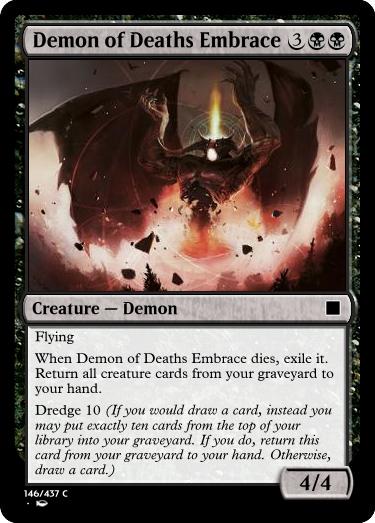 Demon of Deaths Embrace 3
Creature — Demon
Flying
When Demon of Deaths Embrace dies, exile it.
Return all creature cards from your graveyard to
your hand.
Dredge 10 (If you would draw a card, instead you
may put exactly ten cards from the top of your
library into your graveyard. If you do, return this
card from your graveyard to your hand. Otherwise,
draw a card.)
4/4
146/437 C